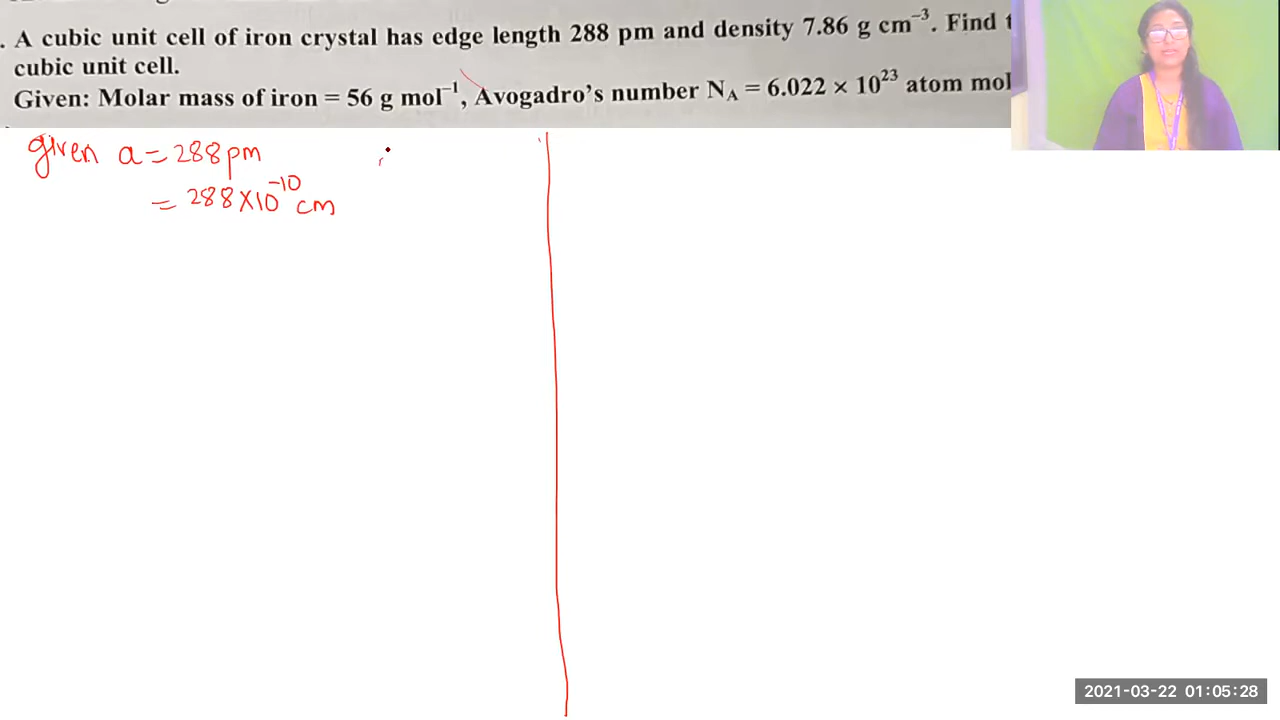 . A cubic unit cell of iron crystal has edge length 288 pm and density 7.86 g cm⁻³. Find
cubic unit cell.
Given: Molar mass of iron = 56 g mol⁻¹, Avogadro's number N_A = 6.022 × 10²³ atom mol
given a = 288 pm
= 288 × 10⁻¹⁰ cm
2021-03-22 01:05:28